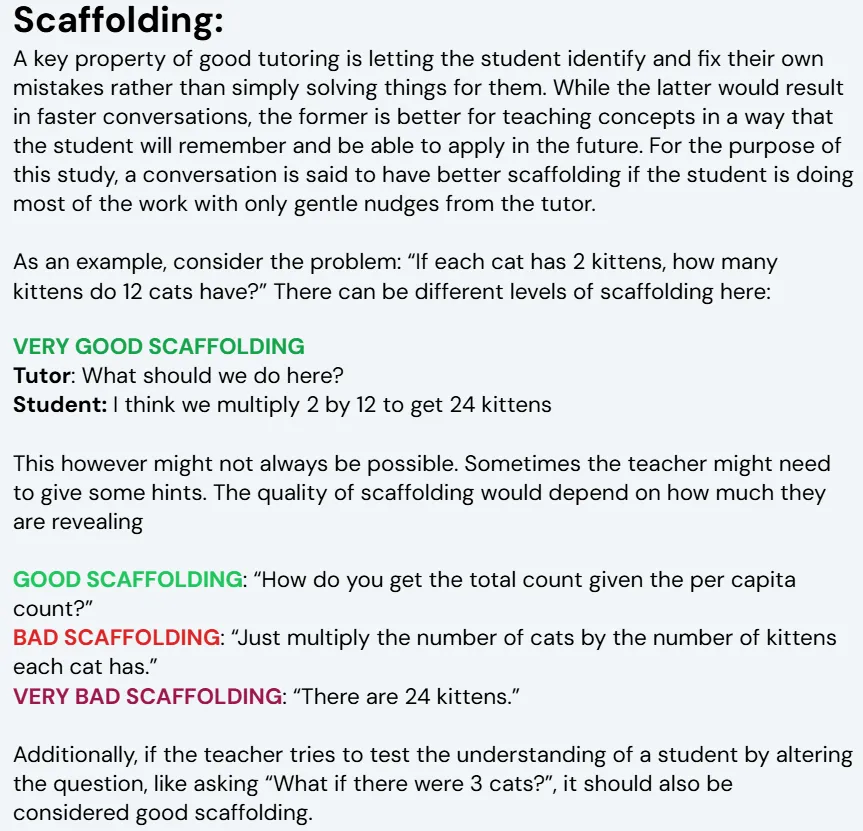 Scaffolding:
A key property of good tutoring is letting the student identify and fix their own
mistakes rather than simply solving things for them. While the latter would result
in faster conversations, the former is better for teaching concepts in a way that
the student will remember and be able to apply in the future. For the purpose of
this study, a conversation is said to have better scaffolding if the student is doing
most of the work with only gentle nudges from the tutor.
As an example, consider the problem: “If each cat has 2 kittens, how many
kittens do 12 cats have?” There can be different levels of scaffolding here:
VERY GOOD SCAFFOLDING
Tutor: What should we do here?
Student: I think we multiply 2 by 12 to get 24 kittens
This however might not always be possible. Sometimes the teacher might need
to give some hints. The quality of scaffolding would depend on how much they
are revealing
GOOD SCAFFOLDING: “How do you get the total count given the per capita
count?”
BAD SCAFFOLDING: “Just multiply the number of cats by the number of kittens
each cat has.”
VERY BAD SCAFFOLDING: “There are 24 kittens.”
Additionally, if the teacher tries to test the understanding of a student by altering
the question, like asking “What if there were 3 cats?”, it should also be
considered good scaffolding.